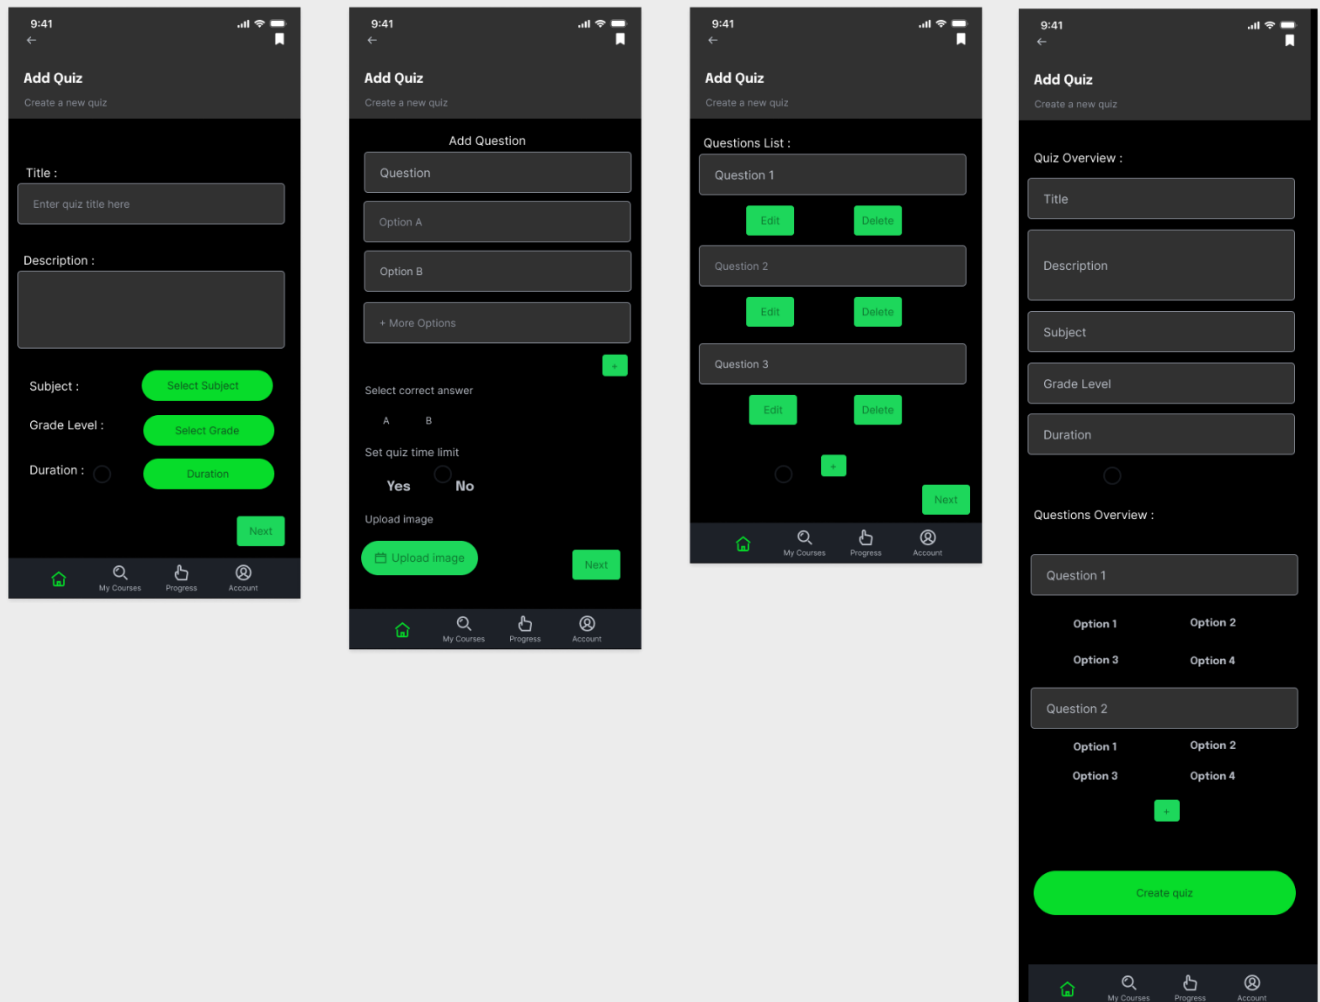 9:41
Add Quiz
Create a new quiz
Title :
Enter quiz title here
Description :
Subject :
Select Subject
Grade Level :
Select Grade
Duration :
Duration
Next
My Courses
Progress
Account
9:41
Add Quiz
Create a new quiz
Add Question
Question
Option A
Option B
+ More Options
+
Select correct answer
A
B
Set quiz time limit
Yes
No
Upload image
Upload image
Next
My Courses
Progress
Account
9:41
Add Quiz
Create a new quiz
Questions List :
Question 1
Edit
Delete
Question 2
Edit
Delete
Question 3
Edit
Delete
+
Next
My Courses
Progress
Account
9:41
Add Quiz
Create a new quiz
Quiz Overview :
Title
Description
Subject
Grade Level
Duration
Questions Overview :
Question 1
Option 1
Option 2
Option 3
Option 4
Question 2
Option 1
Option 2
Option 3
Option 4
+
Create quiz
My Courses
Progress
Account